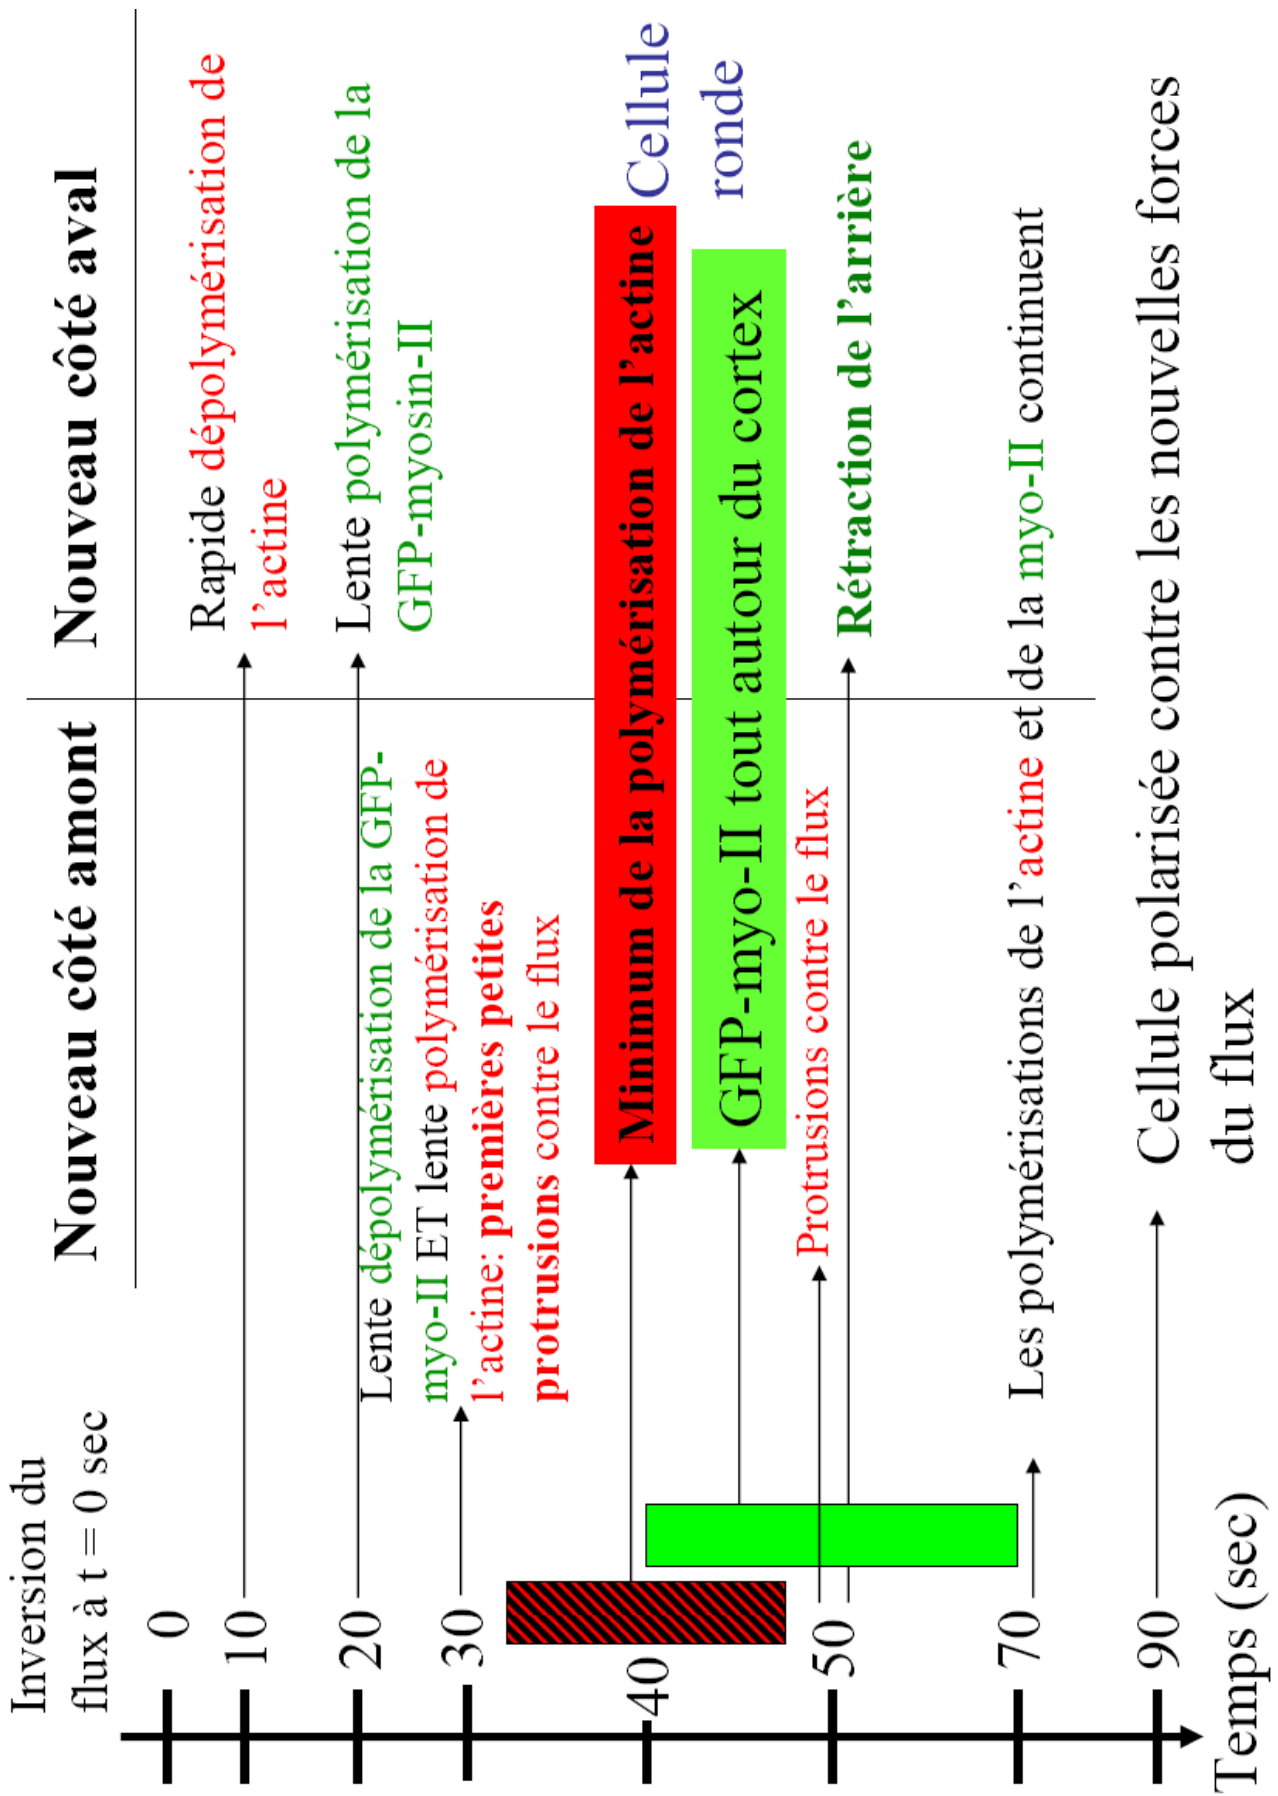 Inversion du
flux à t = 0 sec
Nouveau côté amont
Nouveau côté aval
0
10
Rapide dépolymérisation de
l'actine
20
Lente polymérisation de la
GFP-myosin-II
30
Lente dépolymérisation de la GFP-
myo-II ET lente polymérisation de
l'actine: premières petites
protrusions contre le flux
40
Minimum de la polymérisation de l'actine
GFP-myo-II tout autour du cortex
Cellule
ronde
50
Protrusions contre le flux
Rétraction de l'arrière
70
Les polymérisations de l'actine et de la myo-II continuent
90
Cellule polarisée contre les nouvelles forces
du flux
Temps (sec)